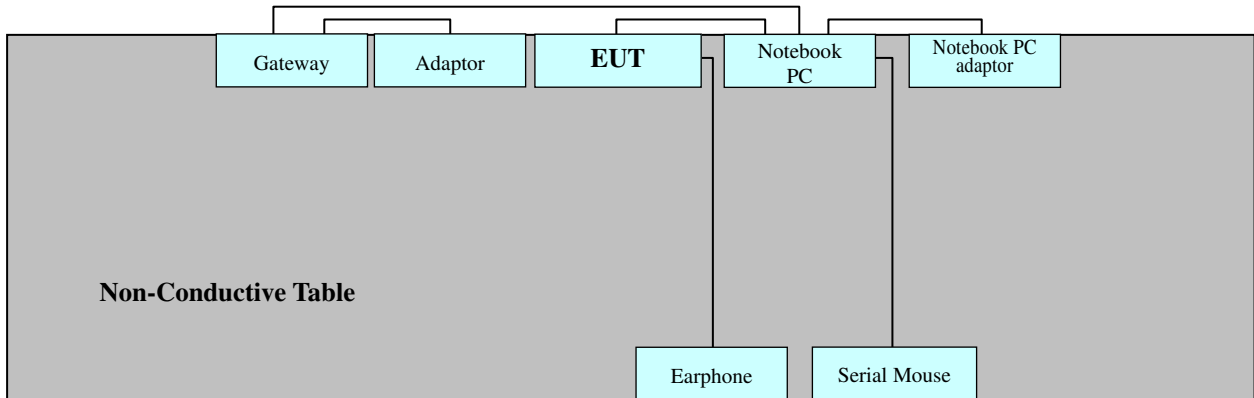 Gateway
Adaptor
EUT
Notebook
PC
Notebook PC
adaptor
Non-Conductive Table
Earphone
Serial Mouse